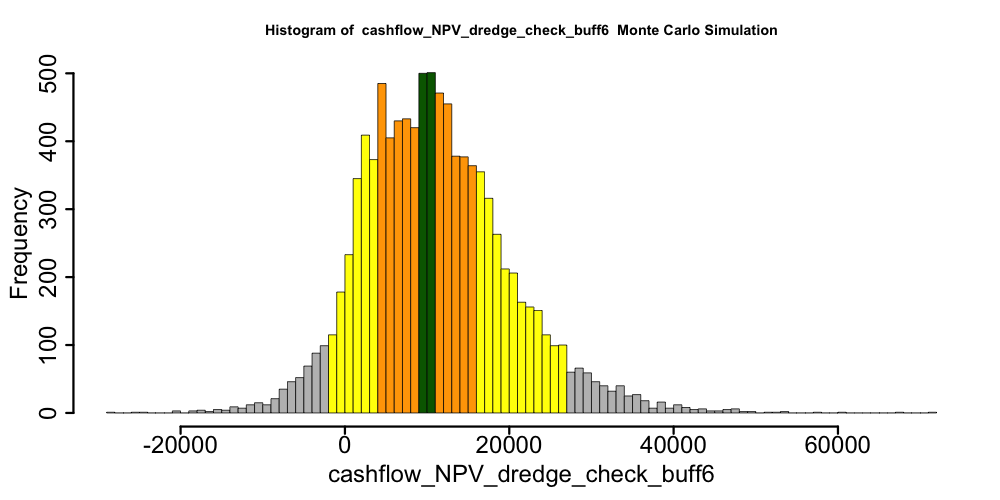 Histogram of cashflow_NPV_dredge_check_buff6 Monte Carlo Simulation
Frequency
500
400
300
200
100
0
-20000 0 20000 40000 60000
cashflow_NPV_dredge_check_buff6